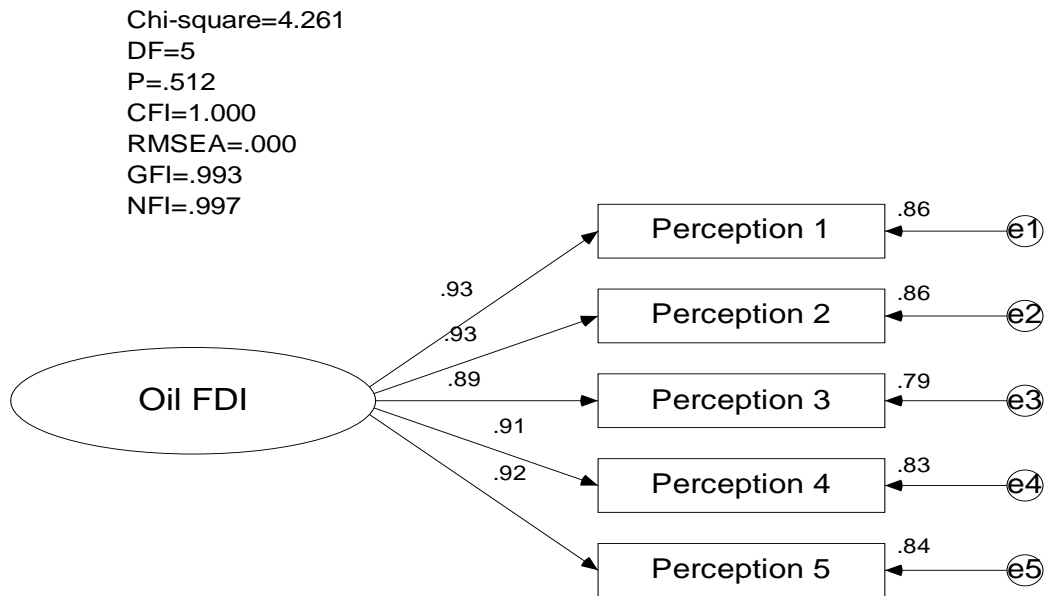 Chi-square=4.261
DF=5
P=.512
CFI=1.000
RMSEA=.000
GFI=.993
NFI=.997
.86
Perception 1
e1
.93
.86
Perception 2
e2
.93
Oil FDI
.89
.79
Perception 3
e3
.91
.83
Perception 4
e4
.92
.84
Perception 5
e5